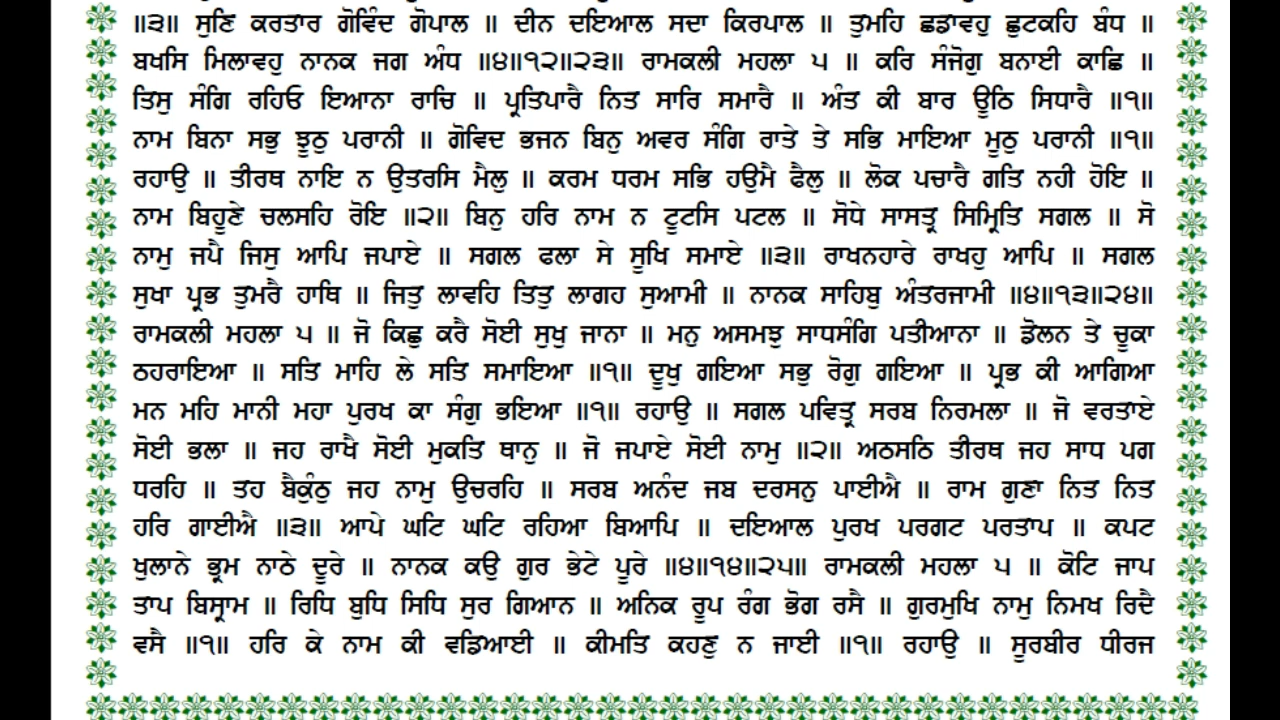 ॥੩॥ ਸੁਣਿ ਕਰਤਾਰ ਗੋਵਿੰਦ ਗੋਪਾਲ ॥ ਦੀਨ ਦਇਆਲ ਸਦਾ ਕਿਰਪਾਲ ॥ ਤੁਮਹਿ ਛਡਾਵਹੁ ਛੁਟਕਹਿ ਬੰਧ ॥
ਬਖਸਿ ਮਿਲਾਵਹੁ ਨਾਨਕ ਜਗ ਅੰਧ ॥੪॥੧੨॥੨੩॥ ਰਾਮਕਲੀ ਮਹਲਾ ੫ ॥ ਕਰਿ ਸੰਜੋਗੁ ਬਨਾਈ ਕਾਛਿ ॥
ਤਿਸੁ ਸੰਗਿ ਰਹਿਓ ਇਆਨਾ ਰਾਚਿ ॥ ਪ੍ਰਤਿਪਾਰੈ ਨਿਤ ਸਾਰਿ ਸਮਾਰੈ ॥ ਅੰਤ ਕੀ ਬਾਰ ਊਠਿ ਸਿਧਾਰੈ ॥੧॥
ਨਾਮ ਬਿਨਾ ਸਭੁ ਝੂਠੁ ਪਰਾਨੀ ॥ ਗੋਵਿਦ ਭਜਨ ਬਿਨੁ ਅਵਰ ਸੰਗਿ ਰਾਤੇ ਤੇ ਸਭਿ ਮਾਇਆ ਮੂਠੁ ਪਰਾਨੀ ॥੧॥
ਰਹਾਉ ॥ ਤੀਰਥ ਨਾਇ ਨ ਉਤਰਸਿ ਮੈਲੁ ॥ ਕਰਮ ਧਰਮ ਸਭਿ ਹਉਮੈ ਫੈਲੁ ॥ ਲੋਕ ਪਚਾਰੈ ਗਤਿ ਨਹੀ ਹੋਇ ॥
ਨਾਮ ਬਿਹੂਣੇ ਚਲਸਹਿ ਰੋਇ ॥੨॥ ਬਿਨੁ ਹਰਿ ਨਾਮ ਨ ਟੂਟਸਿ ਪਟਲ ॥ ਸੋਧੇ ਸਾਸਤ੍ਰ ਸਿਮ੍ਰਿਤਿ ਸਗਲ ॥ ਸੋ
ਨਾਮੁ ਜਪੈ ਜਿਸੁ ਆਪਿ ਜਪਾਏ ॥ ਸਗਲ ਫਲਾ ਸੇ ਸੂਖਿ ਸਮਾਏ ॥੩॥ ਰਾਖਨਹਾਰੇ ਰਾਖਹੁ ਆਪਿ ॥ ਸਗਲ
ਸੁਖਾ ਪ੍ਰਭ ਤੁਮਰੈ ਹਾਥਿ ॥ ਜਿਤੁ ਲਾਵਹਿ ਤਿਤੁ ਲਾਗਹ ਸੁਆਮੀ ॥ ਨਾਨਕ ਸਾਹਿਬੁ ਅੰਤਰਜਾਮੀ ॥੪॥੧੩॥੨੪॥
ਰਾਮਕਲੀ ਮਹਲਾ ੫ ॥ ਜੋ ਕਿਛੁ ਕਰੈ ਸੋਈ ਸੁਖੁ ਜਾਨਾ ॥ ਮਨੁ ਅਸਮਝੁ ਸਾਧਸੰਗਿ ਪਤੀਆਨਾ ॥ ਡੋਲਨ ਤੇ ਚੂਕਾ
ਠਹਰਾਇਆ ॥ ਸਤਿ ਮਾਹਿ ਲੇ ਸਤਿ ਸਮਾਇਆ ॥੧॥ ਦੂਖੁ ਗਇਆ ਸਭੁ ਰੋਗੁ ਗਇਆ ॥ ਪ੍ਰਭ ਕੀ ਆਗਿਆ
ਮਨ ਮਹਿ ਮਾਨੀ ਮਹਾ ਪੁਰਖ ਕਾ ਸੰਗੁ ਭਇਆ ॥੧॥ ਰਹਾਉ ॥ ਸਗਲ ਪਵਿਤ੍ਰ ਸਰਬ ਨਿਰਮਲਾ ॥ ਜੋ ਵਰਤਾਏ
ਸੋਈ ਭਲਾ ॥ ਜਹ ਰਾਖੈ ਸੋਈ ਮੁਕਤਿ ਥਾਨੁ ॥ ਜੋ ਜਪਾਏ ਸੋਈ ਨਾਮੁ ॥੨॥ ਅਠਸਠਿ ਤੀਰਥ ਜਹ ਸਾਧ ਪਗ
ਧਰਹਿ ॥ ਤਹ ਬੈਕੁੰਠੁ ਜਹ ਨਾਮੁ ਉਚਰਹਿ ॥ ਸਰਬ ਅਨੰਦ ਜਬ ਦਰਸਨੁ ਪਾਈਐ ॥ ਰਾਮ ਗੁਣਾ ਨਿਤ ਨਿਤ
ਹਰਿ ਗਾਈਐ ॥੩॥ ਆਪੇ ਘਟਿ ਘਟਿ ਰਹਿਆ ਬਿਆਪਿ ॥ ਦਇਆਲ ਪੁਰਖ ਪਰਗਟ ਪਰਤਾਪ ॥ ਕਪਟ
ਖੁਲਾਨੇ ਭ੍ਰਮ ਨਾਠੇ ਦੂਰੇ ॥ ਨਾਨਕ ਕਉ ਗੁਰ ਭੇਟੇ ਪੂਰੇ ॥੪॥੧੪॥੨੫॥ ਰਾਮਕਲੀ ਮਹਲਾ ੫ ॥ ਕੋਟਿ ਜਾਪ
ਤਾਪ ਬਿਸ੍ਰਾਮ ॥ ਰਿਧਿ ਬੁਧਿ ਸਿਧਿ ਸੁਰ ਗਿਆਨ ॥ ਅਨਿਕ ਰੂਪ ਰੰਗ ਭੋਗ ਰਸੈ ॥ ਗੁਰਮੁਖਿ ਨਾਮੁ ਨਿਮਖ ਰਿਦੈ
ਵਸੈ ॥੧॥ ਹਰਿ ਕੇ ਨਾਮ ਕੀ ਵਡਿਆਈ ॥ ਕੀਮਤਿ ਕਹਣੁ ਨ ਜਾਈ ॥੧॥ ਰਹਾਉ ॥ ਸੂਰਬੀਰ ਧੀਰਜ